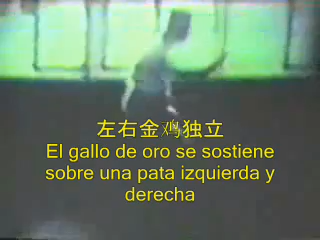 左右金鸡独立
El gallo de oro se sostiene
sobre una pata izquierda y
derecha